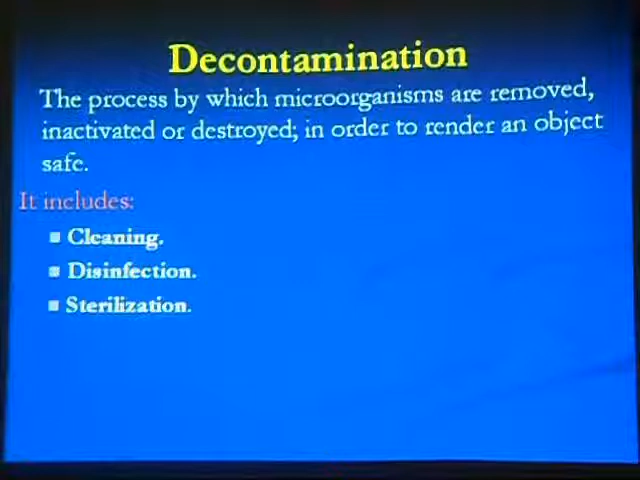 Decontamination
The process by which microorganisms are removed,
inactivated or destroyed; in order to render an object
safe.
It includes:
Cleaning.
Disinfection.
Sterilization.